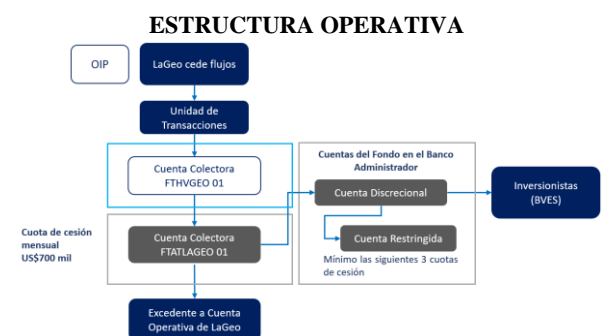 ESTRUCTURA OPERATIVA
OIP
LaGeo cede flujos
Unidad de
Transacciones
Cuenta Colectora
FTHVGEO 01
Cuentas del Fondo en el Banco
Administrador
Cuenta Discrecional
Inversionistas
(BVES)
Cuota de cesión
mensual
US$700 mil
Cuenta Colectora
FTATLAGEO 01
Cuenta Restringida
Mínimo las siguientes 3 cuotas
de cesión
Excedente a Cuenta
Operativa de LaGeo